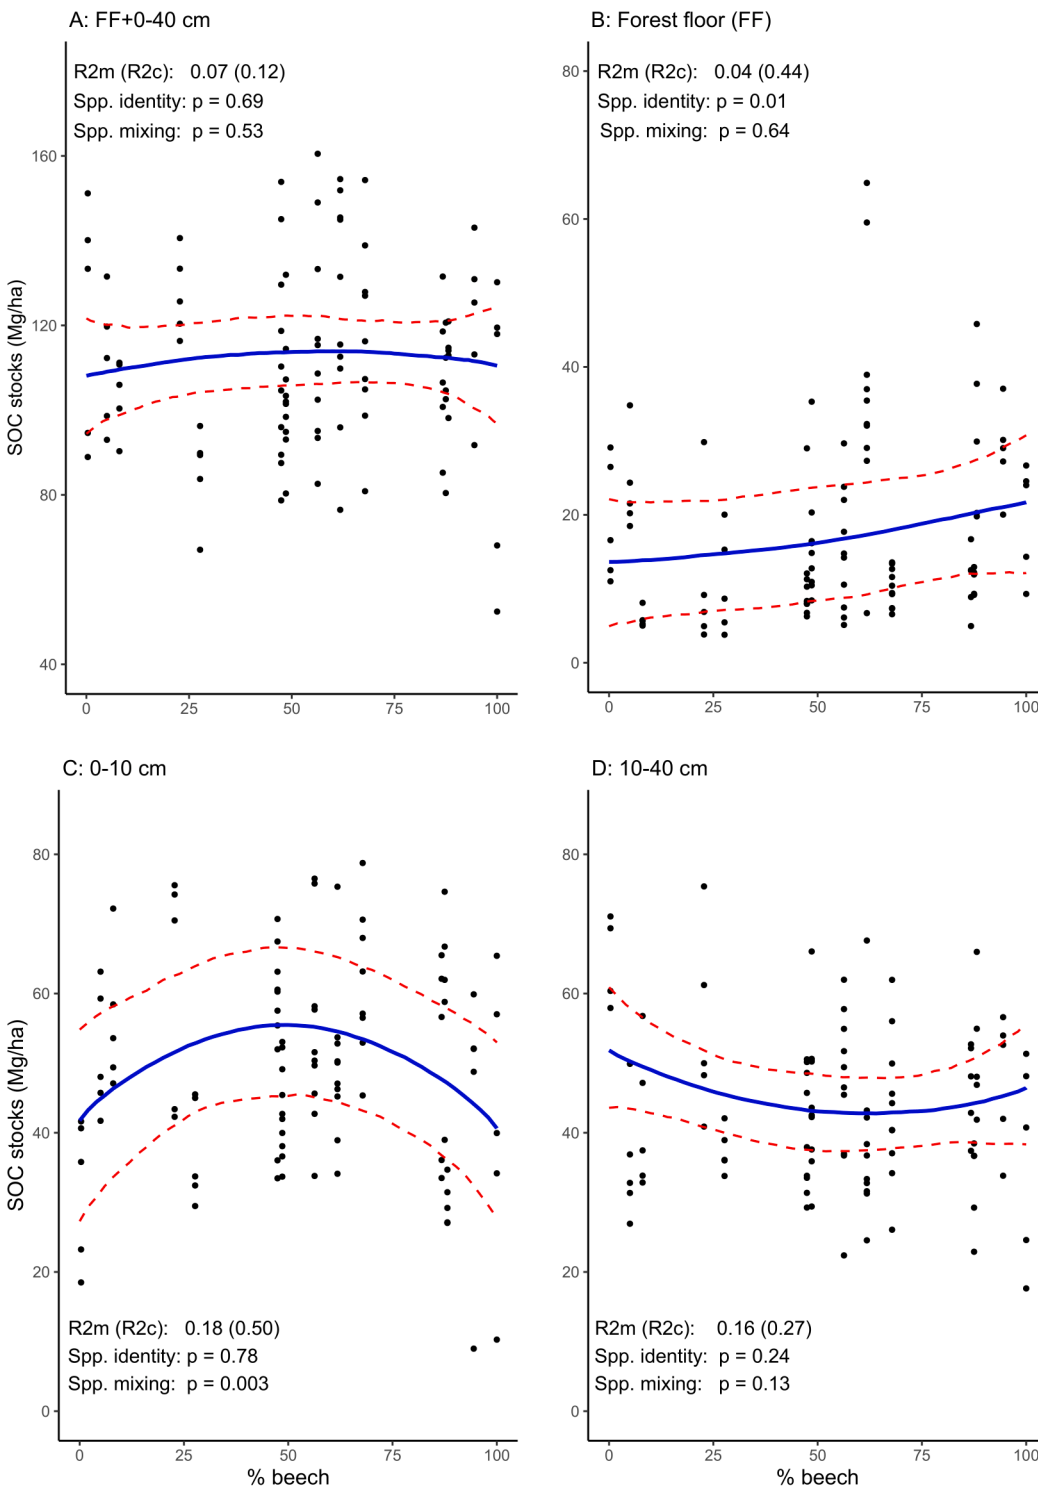 A: FF+0-40 cm
R2m (R2c): 0.07 (0.12)
Spp. identity: p = 0.69
Spp. mixing: p = 0.53
SOC stocks (Mg/ha)
160
120
80
40
0 25 50 75 100
B: Forest floor (FF)
R2m (R2c): 0.04 (0.44)
Spp. identity: p = 0.01
Spp. mixing: p = 0.64
80
60
40
20
0
0 25 50 75 100
C: 0-10 cm
SOC stocks (Mg/ha)
80
60
40
20
0
R2m (R2c): 0.18 (0.50)
Spp. identity: p = 0.78
Spp. mixing: p = 0.003
0 25 50 75 100
% beech
D: 10-40 cm
80
60
40
20
0
R2m (R2c): 0.16 (0.27)
Spp. identity: p = 0.24
Spp. mixing: p = 0.13
0 25 50 75 100
% beech